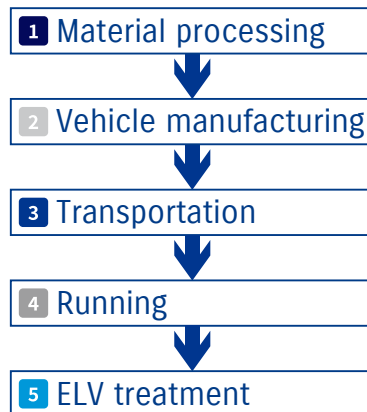 1 Material processing
2 Vehicle manufacturing
3 Transportation
4 Running
5 ELV treatment